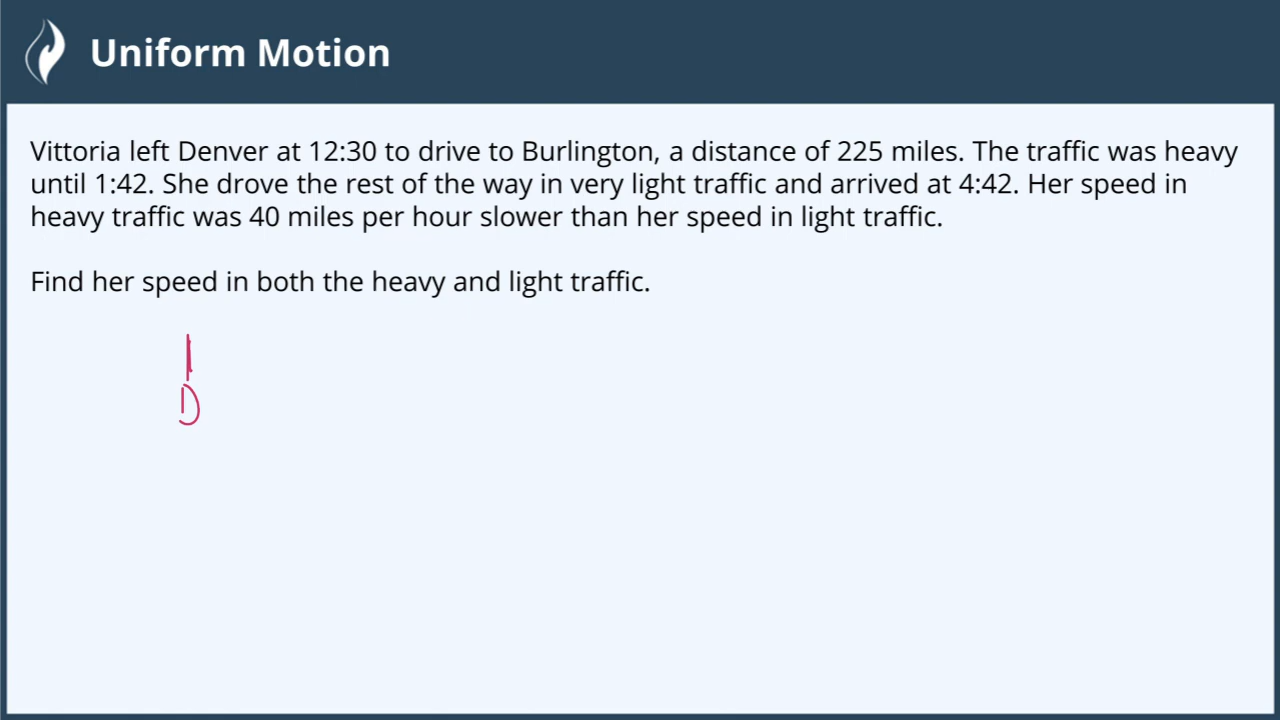 Uniform Motion
Vittoria left Denver at 12:30 to drive to Burlington, a distance of 225 miles. The traffic was heavy
until 1:42. She drove the rest of the way in very light traffic and arrived at 4:42. Her speed in
heavy traffic was 40 miles per hour slower than her speed in light traffic.
Find her speed in both the heavy and light traffic.
D